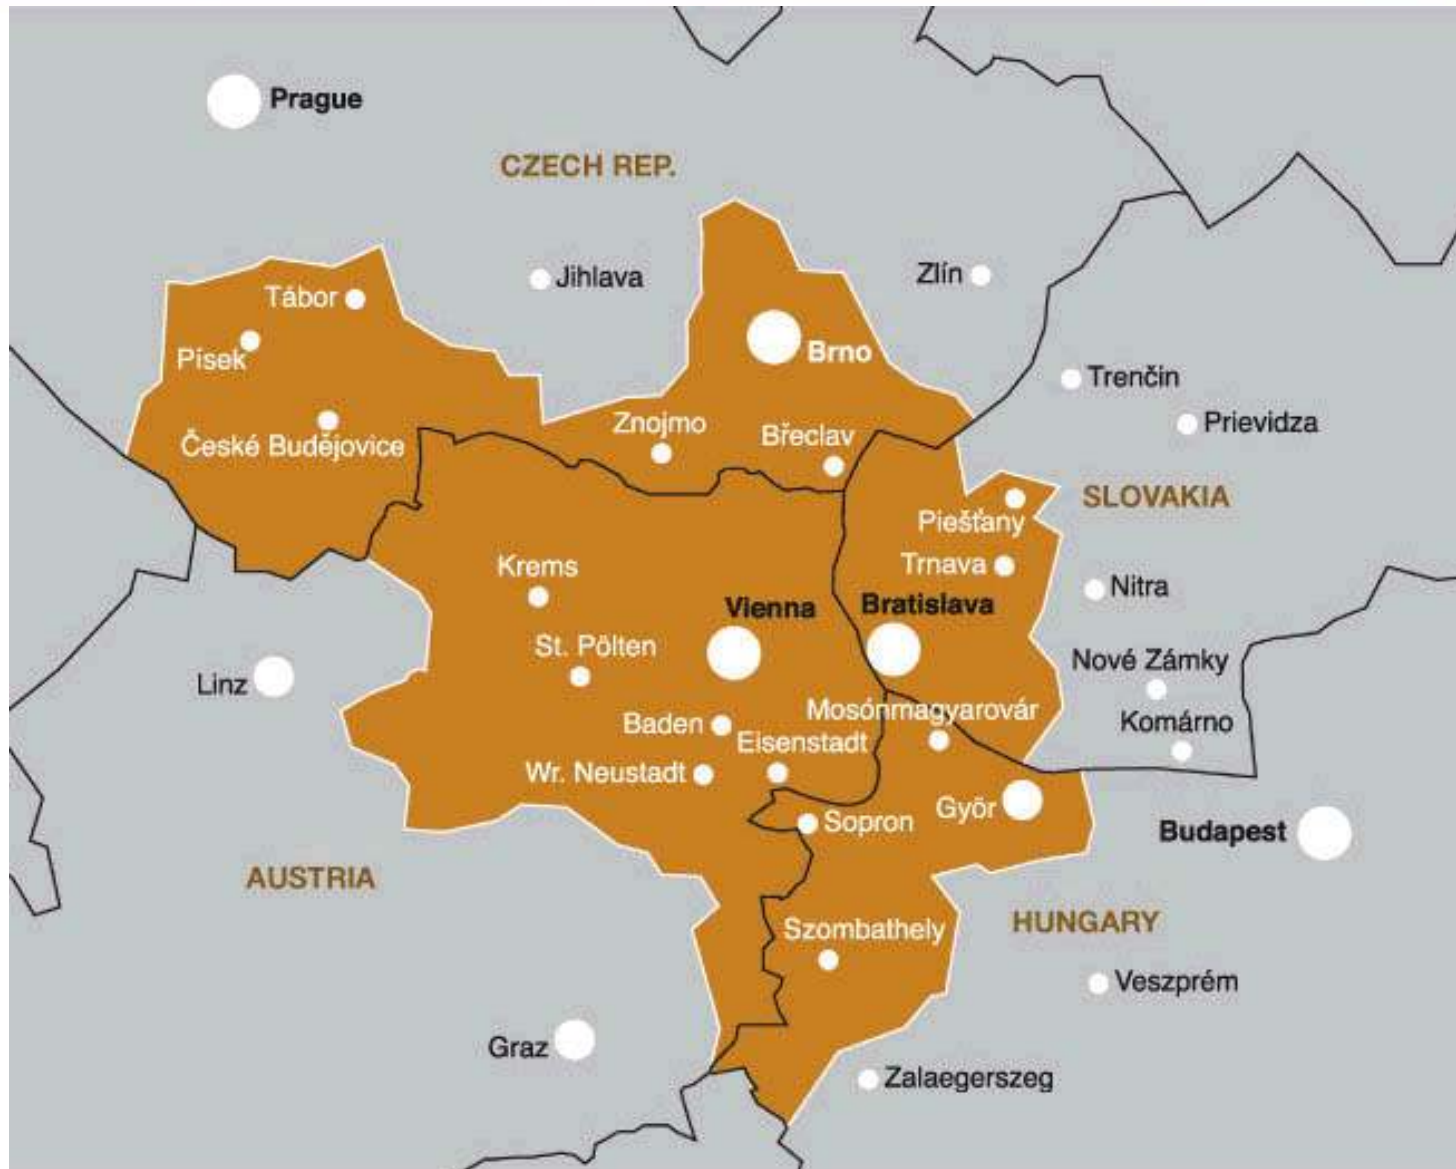 Prague
CZECH REP.
Jihlava
Zlín
Tábor
Písek
Brno
Trenčin
Prievidza
Znojmo
Břeclav
České Budějovice
SLOVAKIA
Piešťany
Trnava
Krems
Nitra
Vienna
Bratislava
St. Pölten
Nové Zámky
Linz
Mosónmagyarovár
Komárno
Baden
Eisenstadt
Wr. Neustadt
Györ
Sopron
Budapest
AUSTRIA
HUNGARY
Szombathely
Veszprém
Graz
Zalaegerszeg